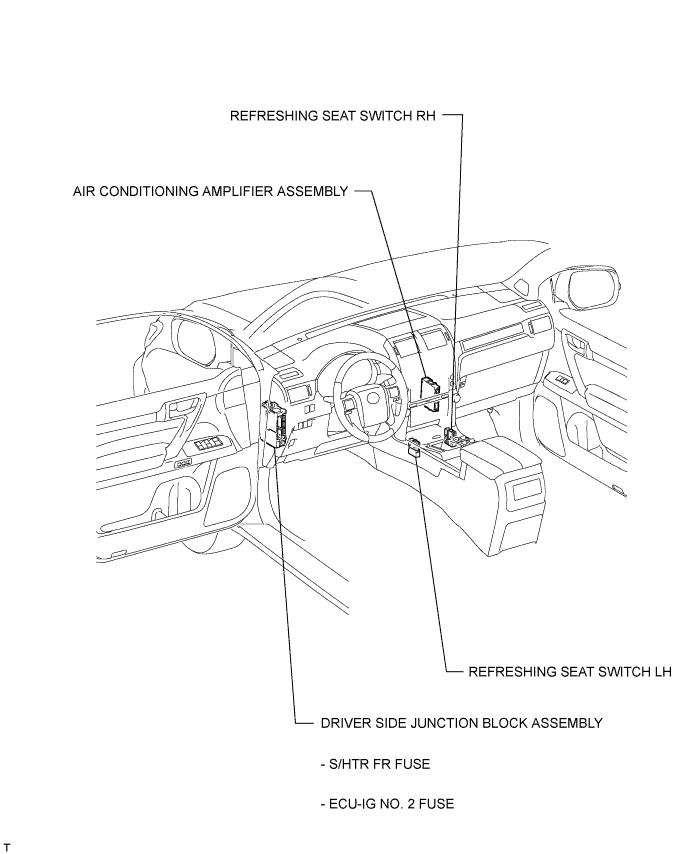 REFRESHING SEAT SWITCH RH
AIR CONDITIONING AMPLIFIER ASSEMBLY
REFRESHING SEAT SWITCH LH
DRIVER SIDE JUNCTION BLOCK ASSEMBLY
- S/HTR FR FUSE
- ECU-IG NO. 2 FUSE
T